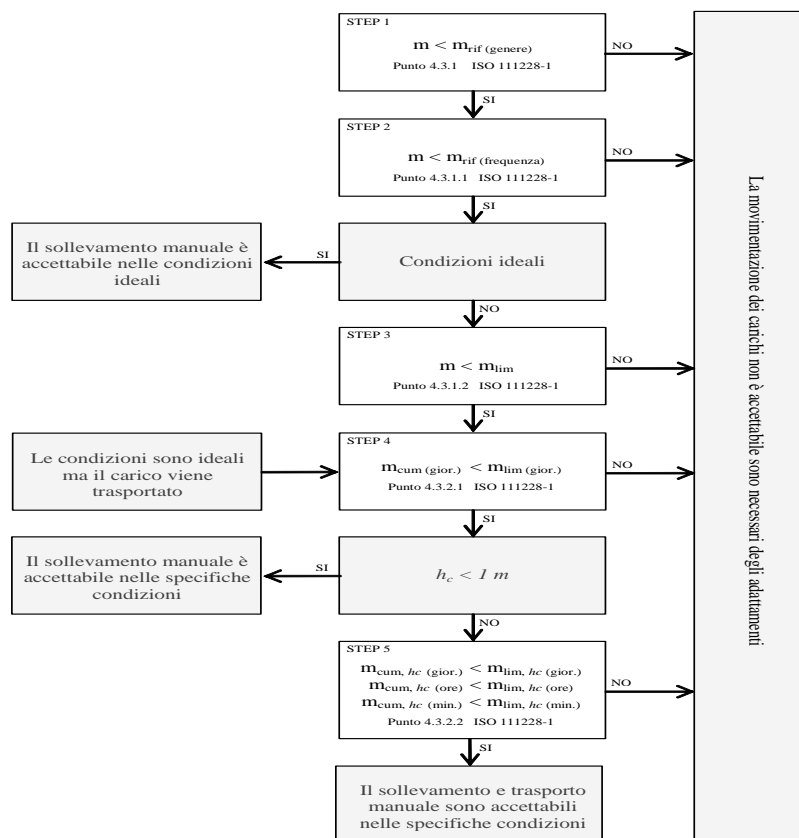 STEP 1
m < mrif (genere)
Punto 4.3.1 ISO 111228-1
NO
SI
STEP 2
m < mrif (frequenza)
Punto 4.3.1.1 ISO 111228-1
NO
SI
Il sollevamento manuale è
accettabile nelle condizioni
ideali
SI
Condizioni ideali
NO
STEP 3
m < mlim
Punto 4.3.1.2 ISO 111228-1
NO
SI
Le condizioni sono ideali
ma il carico viene
trasportato
STEP 4
mcum (gior.) < mlim (gior.)
Punto 4.3.2.1 ISO 111228-1
NO
SI
Il sollevamento manuale è
accettabile nelle specifiche
condizioni
SI
hc < 1 m
NO
STEP 5
mcum, hc (gior.) < mlim, hc (gior.)
mcum, hc (ore) < mlim, hc (ore)
mcum, hc (min.) < mlim, hc (min.)
Punto 4.3.2.2 ISO 111228-1
NO
SI
Il sollevamento e trasporto
manuale sono accettabili
nelle specifiche condizioni
La movimentazione dei carichi non è accettabile sono necessari degli adattamenti